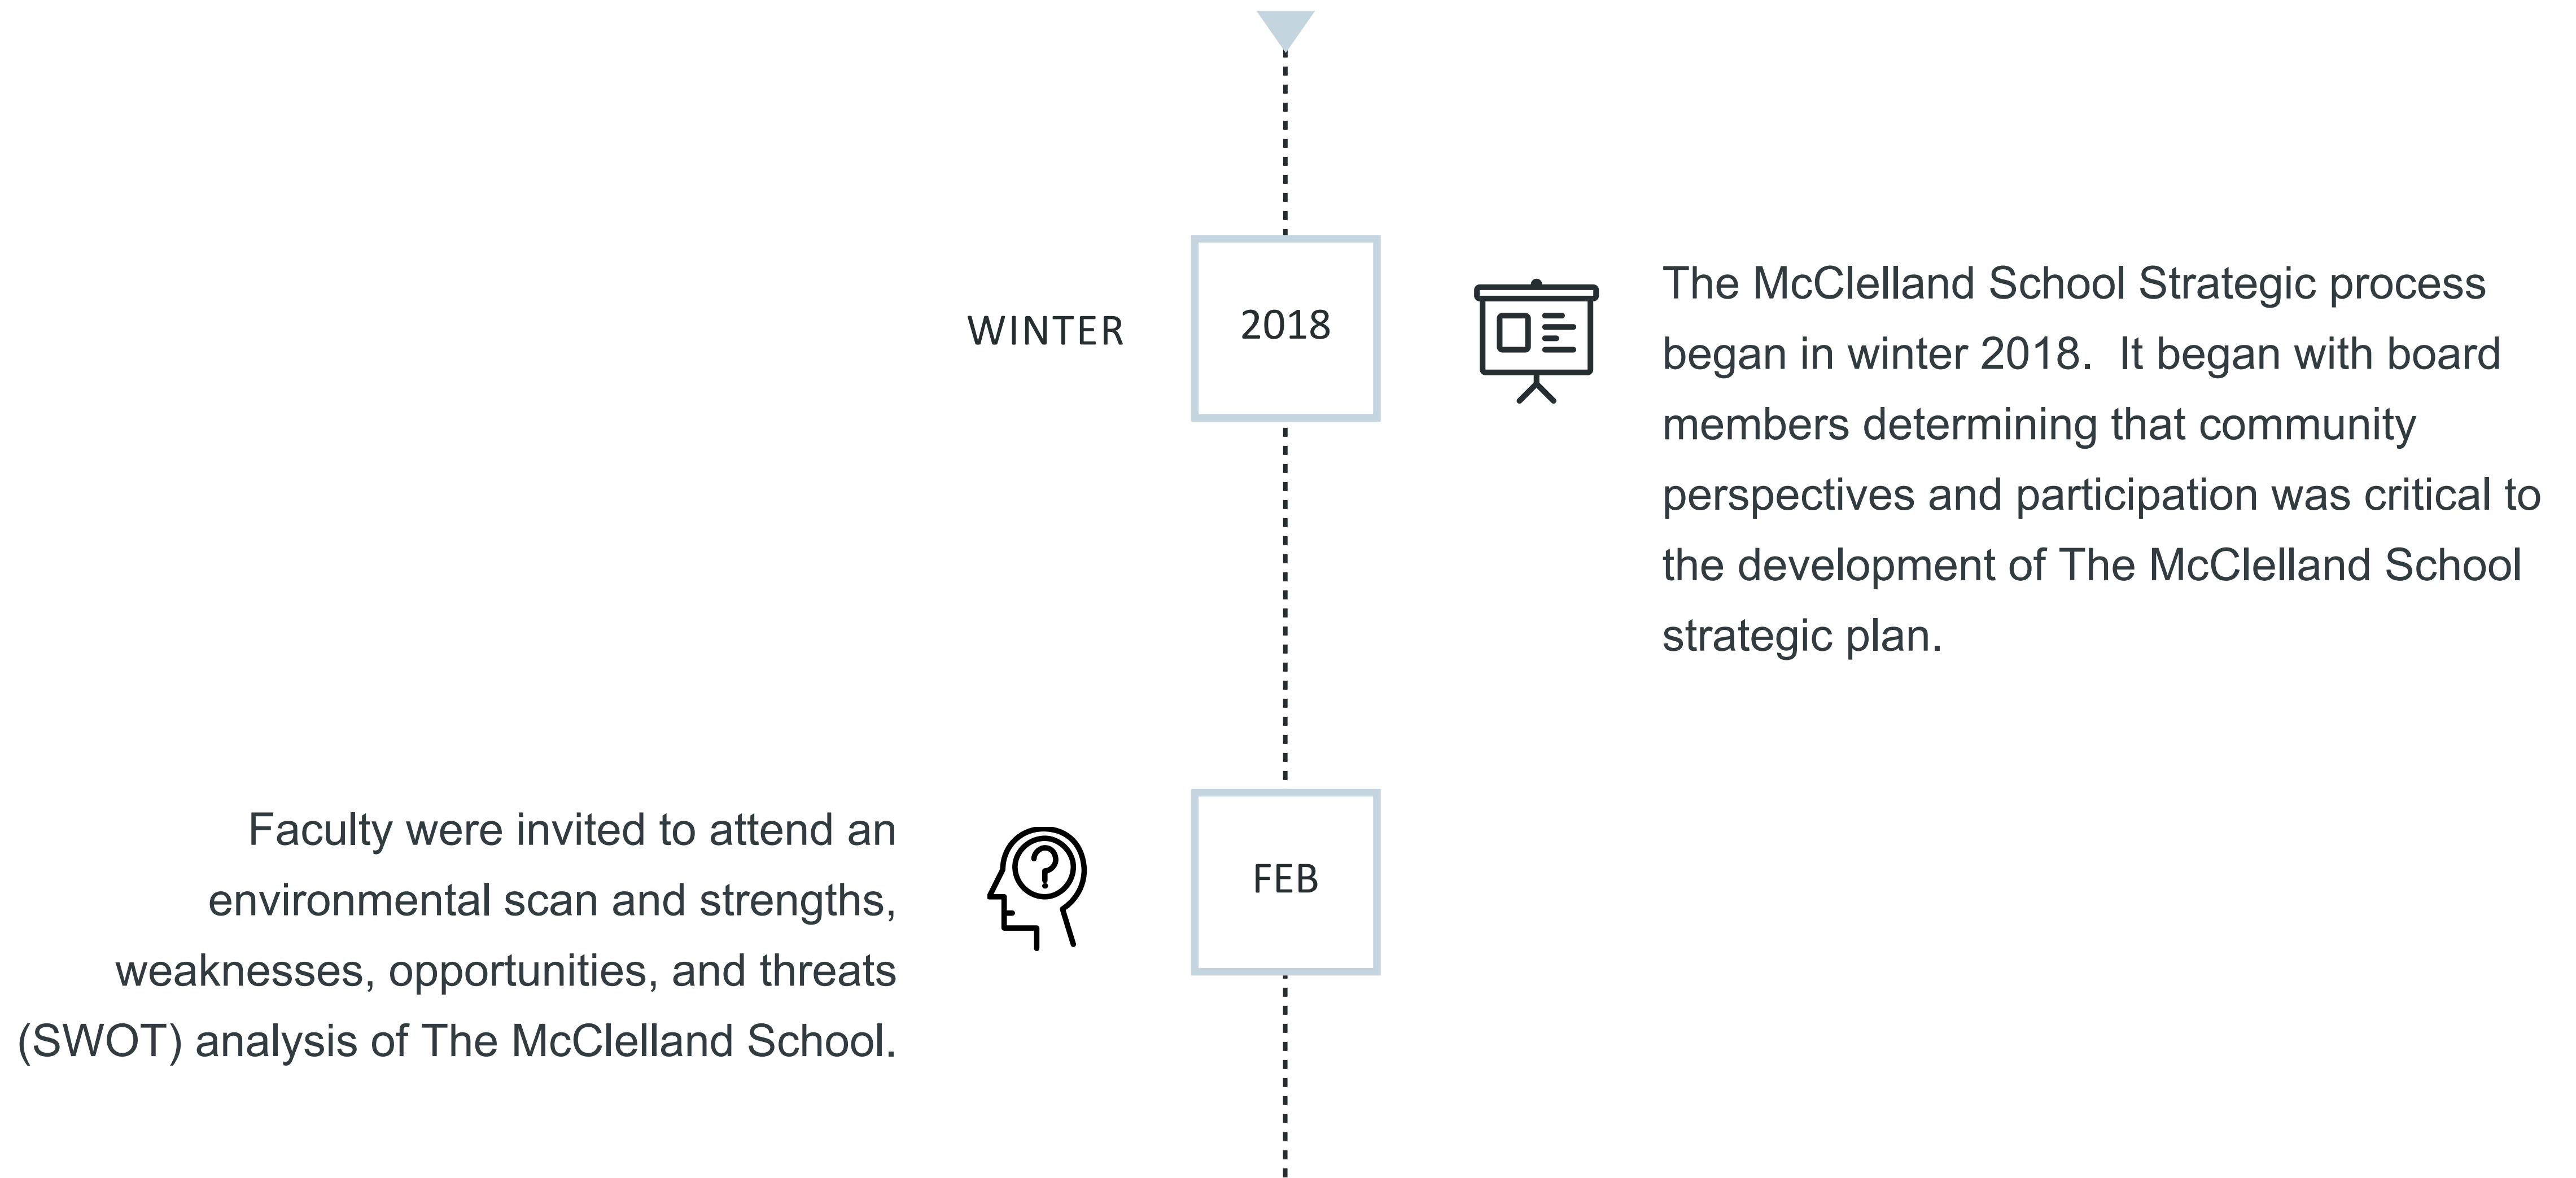 WINTER
2018
The McClelland School Strategic process
began in winter 2018.  It began with board
members determining that community
perspectives and participation was critical to
the development of The McClelland School
strategic plan.
Faculty were invited to attend an
environmental scan and strengths,
weaknesses, opportunities, and threats
(SWOT) analysis of The McClelland School.
?
FEB